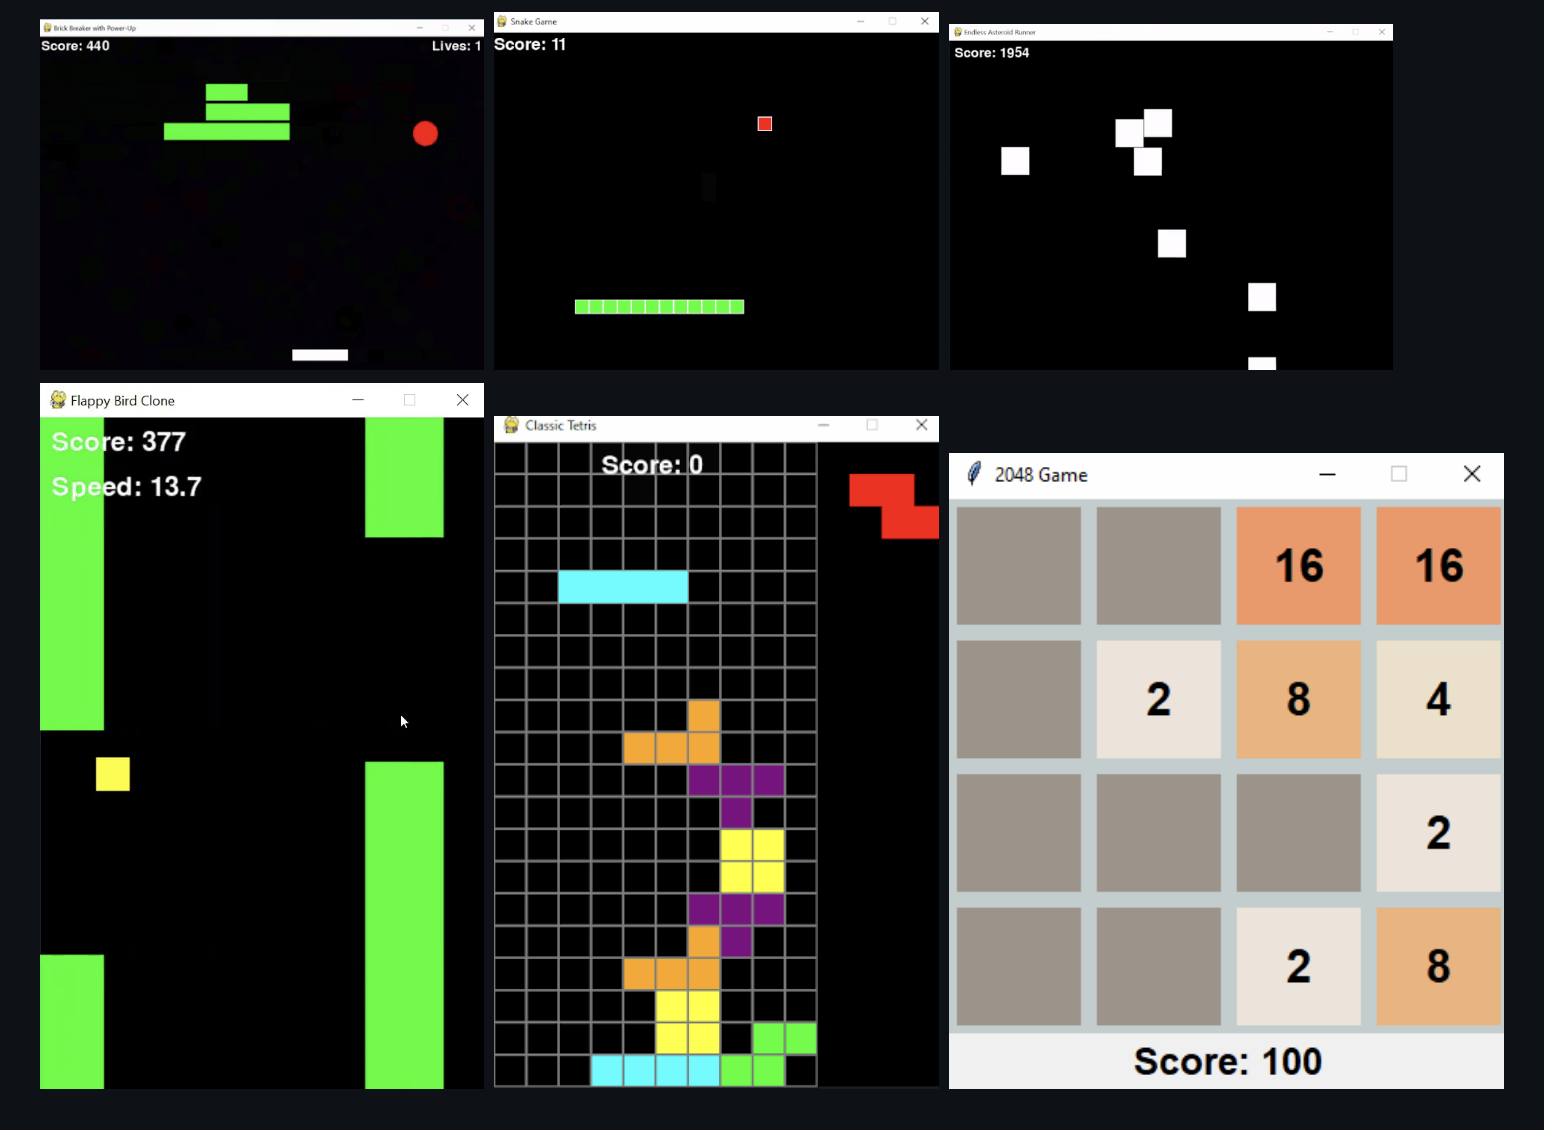 Brick Breaker with Power-Up
Score: 440 Lives: 1
Snake Game
Score: 11
Endless Asteroid Runner
Score: 1954
Flappy Bird Clone
Score: 377
Speed: 13.7
Classic Tetris
Score: 0
2048 Game
16 16
2 8 4
2
2 8
Score: 100